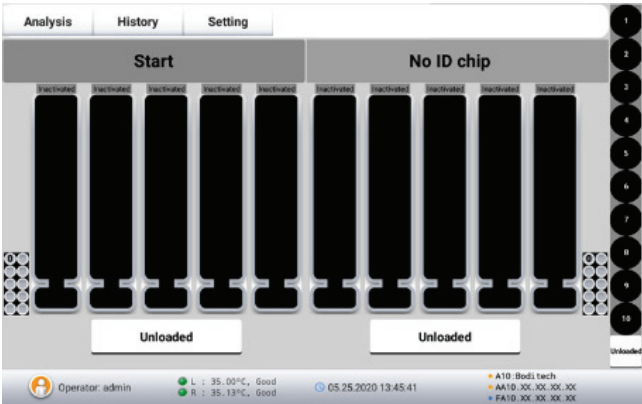 Analysis History Setting
Start No ID chip
Inactivated Inactivated Inactivated Inactivated Inactivated Inactivated Inactivated Inactivated Inactivated Inactivated
0 0
Unloaded Unloaded
Operator: admin
L : 35.00°C, Good
R : 35.13°C, Good
05.25.2020 13:45:41
A10:Boditech
AA10.XX.XX.XX.XX
FA10.XX.XX.XX.XX
1
2
3
4
5
6
7
8
9
10
Unloaded